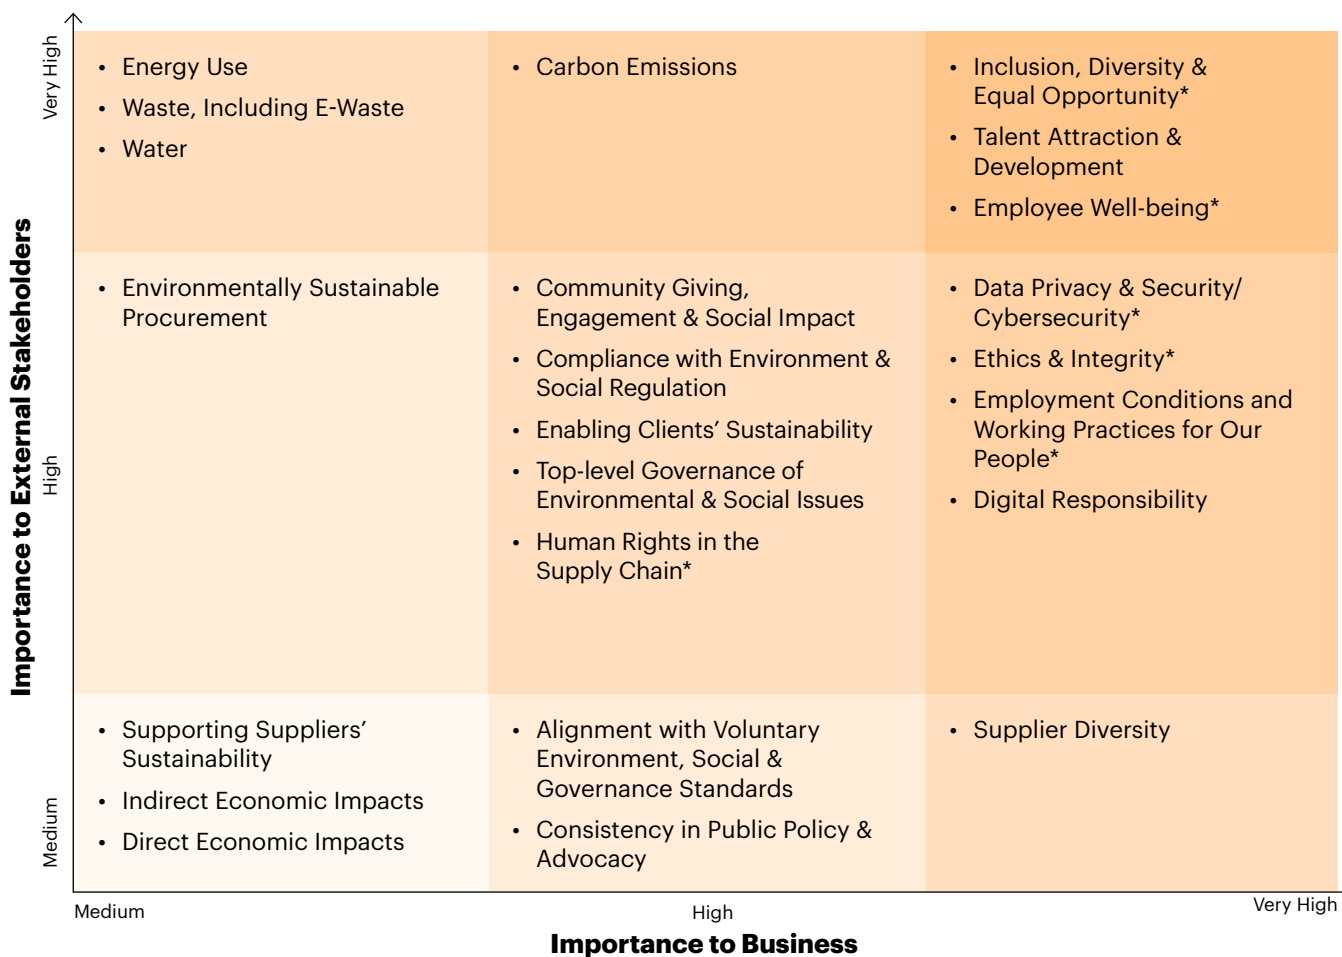 Importance to External Stakeholders
Very High
High
Medium
• Energy Use
• Waste, Including E-Waste
• Water
• Carbon Emissions
• Inclusion, Diversity &
Equal Opportunity*
• Talent Attraction &
Development
• Employee Well-being*
• Environmentally Sustainable
Procurement
• Community Giving,
Engagement & Social Impact
• Compliance with Environment &
Social Regulation
• Enabling Clients’ Sustainability
• Top-level Governance of
Environmental & Social Issues
• Human Rights in the
Supply Chain*
• Data Privacy & Security/
Cybersecurity*
• Ethics & Integrity*
• Employment Conditions and
Working Practices for Our
People*
• Digital Responsibility
• Supporting Suppliers’
Sustainability
• Indirect Economic Impacts
• Direct Economic Impacts
• Alignment with Voluntary
Environment, Social &
Governance Standards
• Consistency in Public Policy &
Advocacy
• Supplier Diversity
Medium
High
Very High
Importance to Business